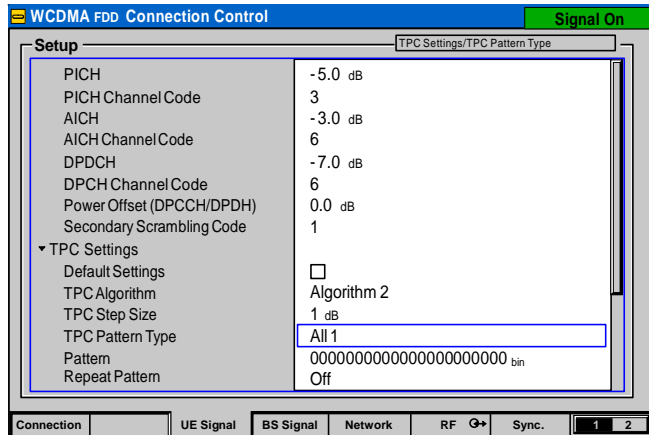 WCDMA FDD Connection Control
Signal On
Setup
TPC Settings/TPC Pattern Type
PICH -5.0 dB
PICH Channel Code 3
AICH -3.0 dB
AICH Channel Code 6
DPDCH -7.0 dB
DPCH Channel Code 6
Power Offset (DPCCH/DPDH) 0.0 dB
Secondary Scrambling Code 1
TPC Settings
Default Settings
TPC Algorithm Algorithm 2
TPC Step Size 1 dB
TPC Pattern Type All 1
Pattern 0000000000000000000000 bin
Repeat Pattern Off
Connection UE Signal BS Signal Network RF Sync. 1 2